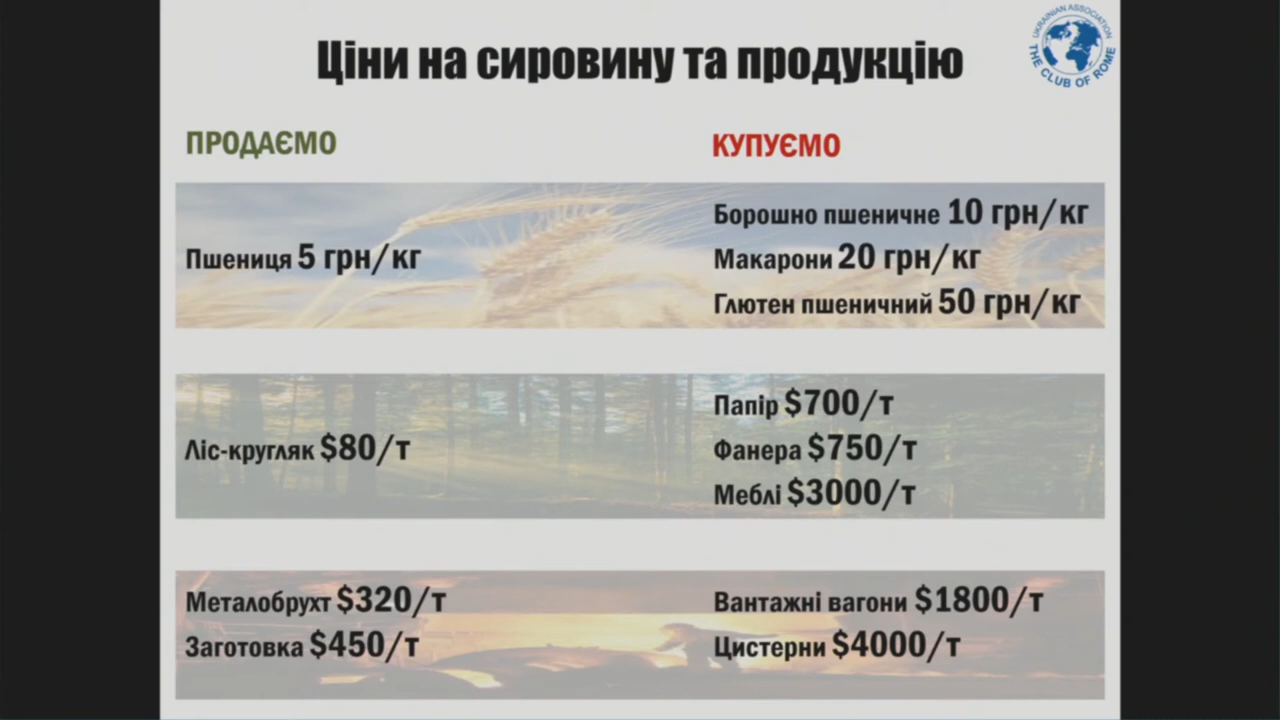 Ціни на сировину та продукцію
UKRAINIAN ASSOCIATION
THE CLUB OF ROME
ПРОДАЄМО
КУПУЄМО
Пшениця 5 грн/кг
Борошно пшеничне 10 грн/кг
Макарони 20 грн/кг
Глютен пшеничний 50 грн/кг
Ліс-кругляк $80/т
Папір $700/т
Фанера $750/т
Меблі $3000/т
Металобрухт $320/т
Заготовка $450/т
Вантажні вагони $1800/т
Цистерни $4000/т